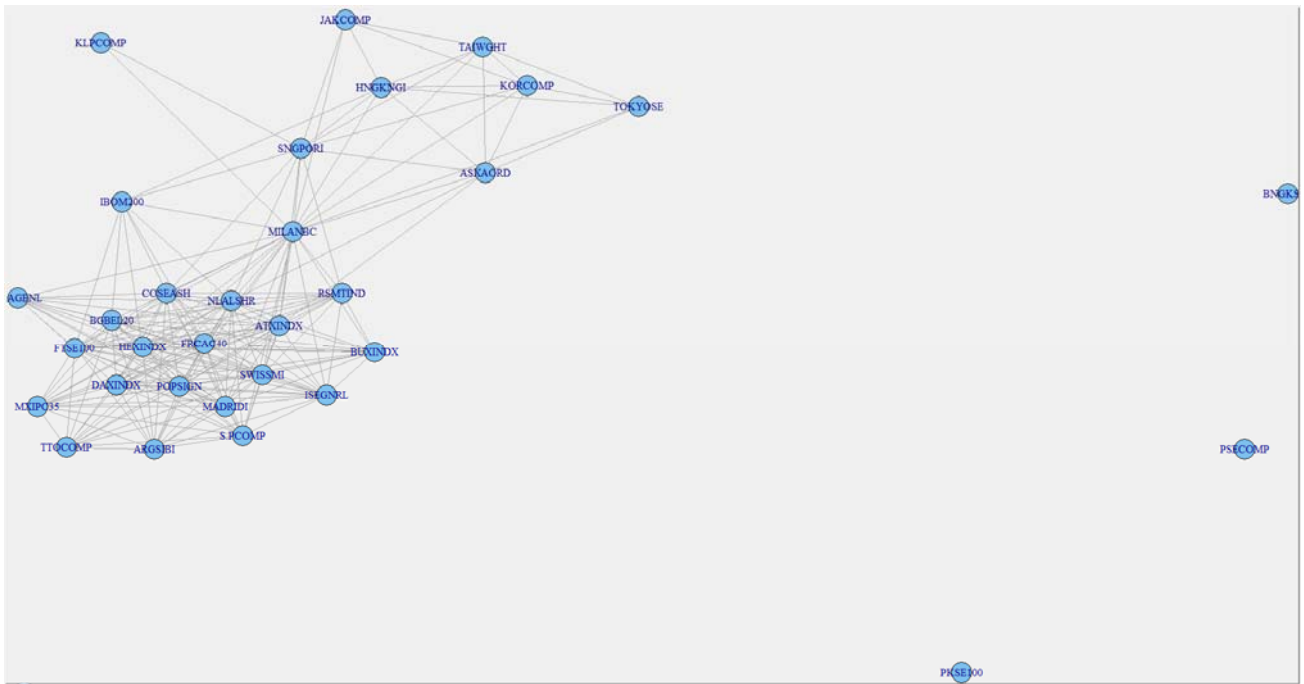 JAKCOMP
KLPCOMP
TAIWGHT
HNGKNGI
KORCOMP
TOKYOSE
SNGPORI
ASXAORD
BNGKS
IBOM200
MILANBC
AGENL
COSEASH
NLALSHR
RSMTIND
BGBEL20
ATXINDX
FTSE100
HEXINDX
FRCAC40
BUXINDX
SWISSMI
DAXINDX
POPSIGN
ISEGNRL
MXIPC35
MADRIDI
S.PCOMP
TTOCOMP
ARGSIBI
PSECOMP
PKSE100